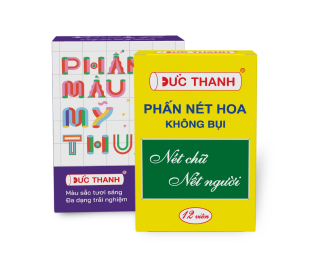 PHẤN
MÀU
MỸ
THU
ĐỨC THANH
Màu sắc tươi sáng
Đa dạng trải nghiệm
ĐỨC THANH
PHẤN NÉT HOA
KHÔNG BỤI
Nét chữ
Nết người
12 viên